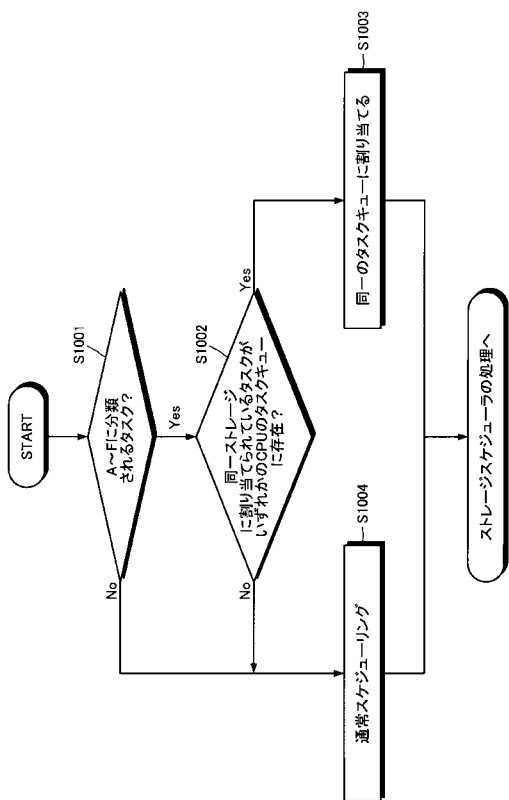 START
S1001
A～Fに分類
されるタスク？
No
Yes
S1002
同一ストレージ
に割り当てられているタスクが
いずれかのCPUのタスクキュー
に存在？
No
Yes
S1004
通常スケジューリング
S1003
同一のタスクキューに割り当てる
ストレージスケジューラの処理へ